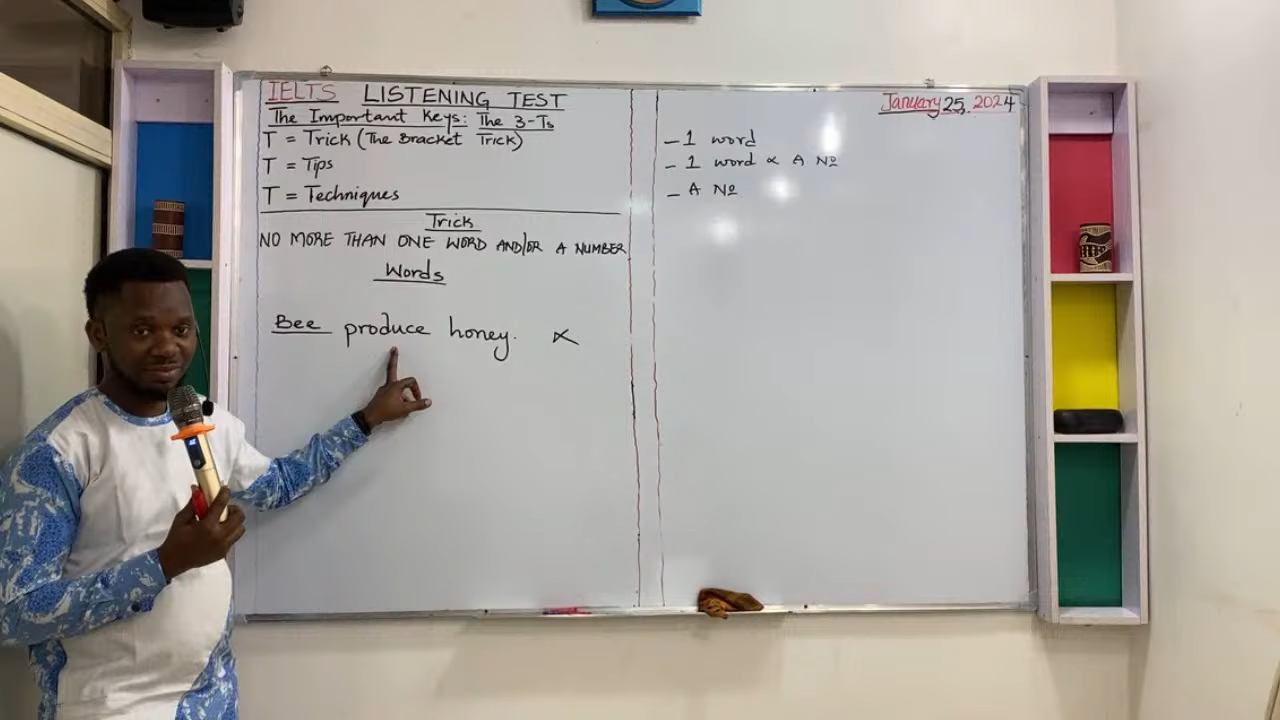 IELTS LISTENING TEST
The Important Keys: The 3-Ts
T = Trick (The Bracket Trick)
T = Tips
T = Techniques
Trick
NO MORE THAN ONE WORD AND/OR A NUMBER
Words
Bee produce honey. ∝
January 25, 2024
- 1 word
- 1 word ∝ A Nº
- A Nº